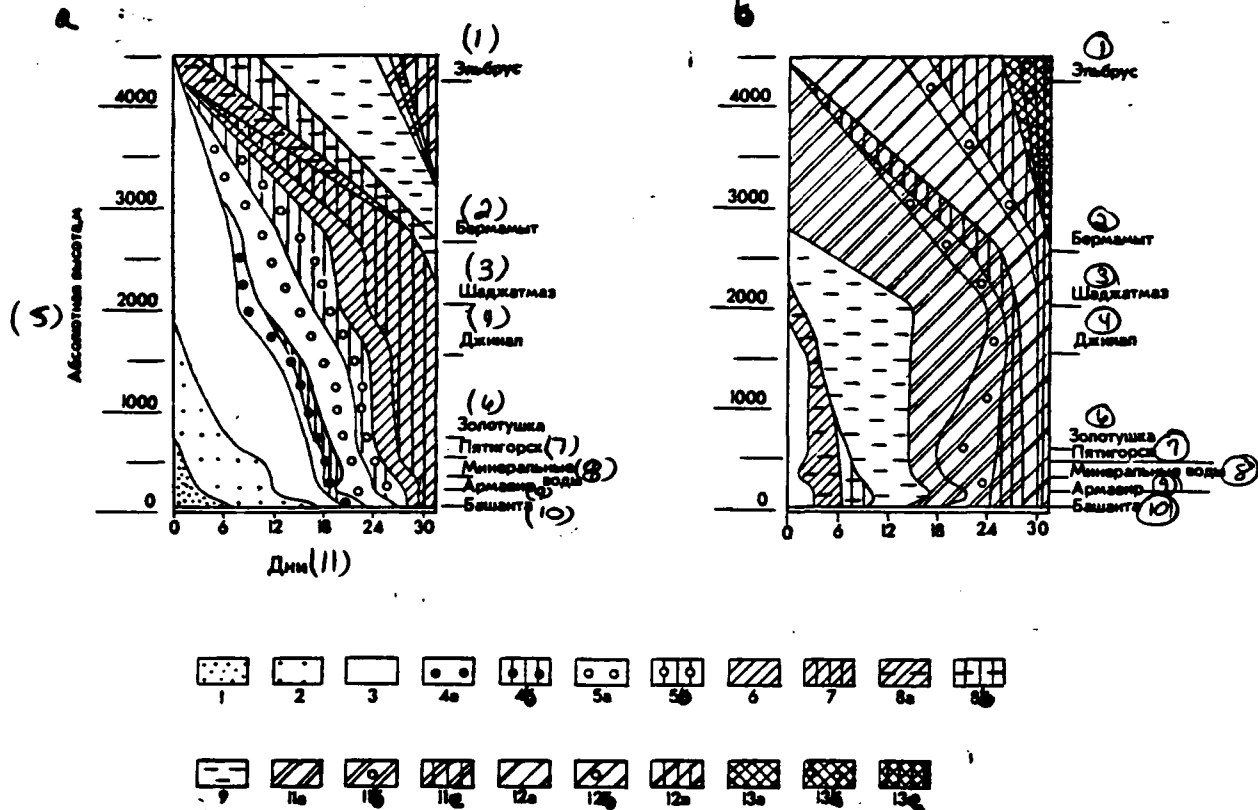 а
б
(1)
Эльбрус
(2)
Бермамыт
(3)
Шаджатмаз
(4)
Джинал
(6)
Золотушка
Пятигорск (7)
Минеральные воды (8)
Армавир (9)
Башанта (10)
(5) Абсолютная высота, м
4000
3000
2000
1000
0
0 6 12 18 24 30
Дни (11)
1
Эльбрус
2
Бермамыт
3
Шаджатмаз
4
Джинал
6
Золотушка
Пятигорск 7
Минеральные воды 8
Армавир 9
Башанта 10
4000
3000
2000
1000
0
0 6 12 18 24 30
1 2 3 4а 4б 5а 5б 6 7 8а 8б
9 11а 11б 11в 12а 12б 12в 13а 13б 13в